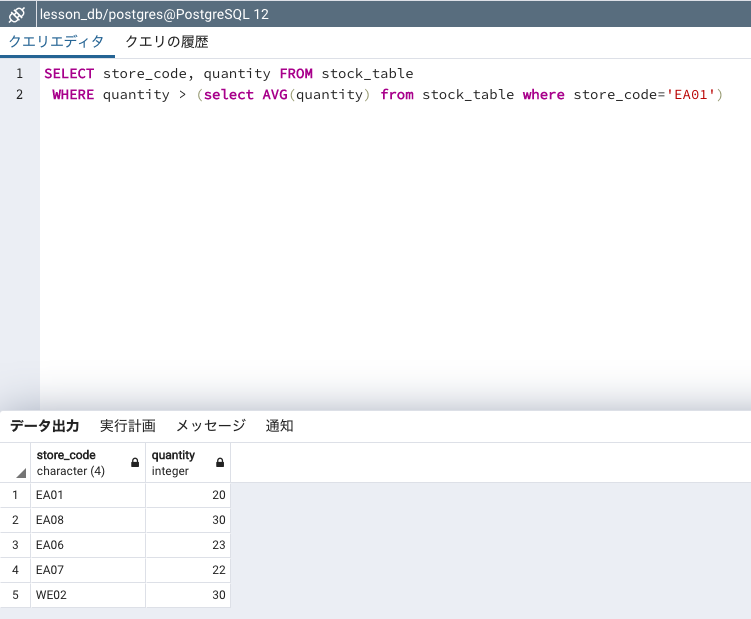 lesson_db/postgres@PostgreSQL 12
クエリエディタ クエリの履歴
1 SELECT store_code, quantity FROM stock_table
2 WHERE quantity > (select AVG(quantity) from stock_table where store_code='EA01')
データ出力 実行計画 メッセージ 通知
store_code quantity
character (4) integer
1 EA01 20
2 EA08 30
3 EA06 23
4 EA07 22
5 WE02 30